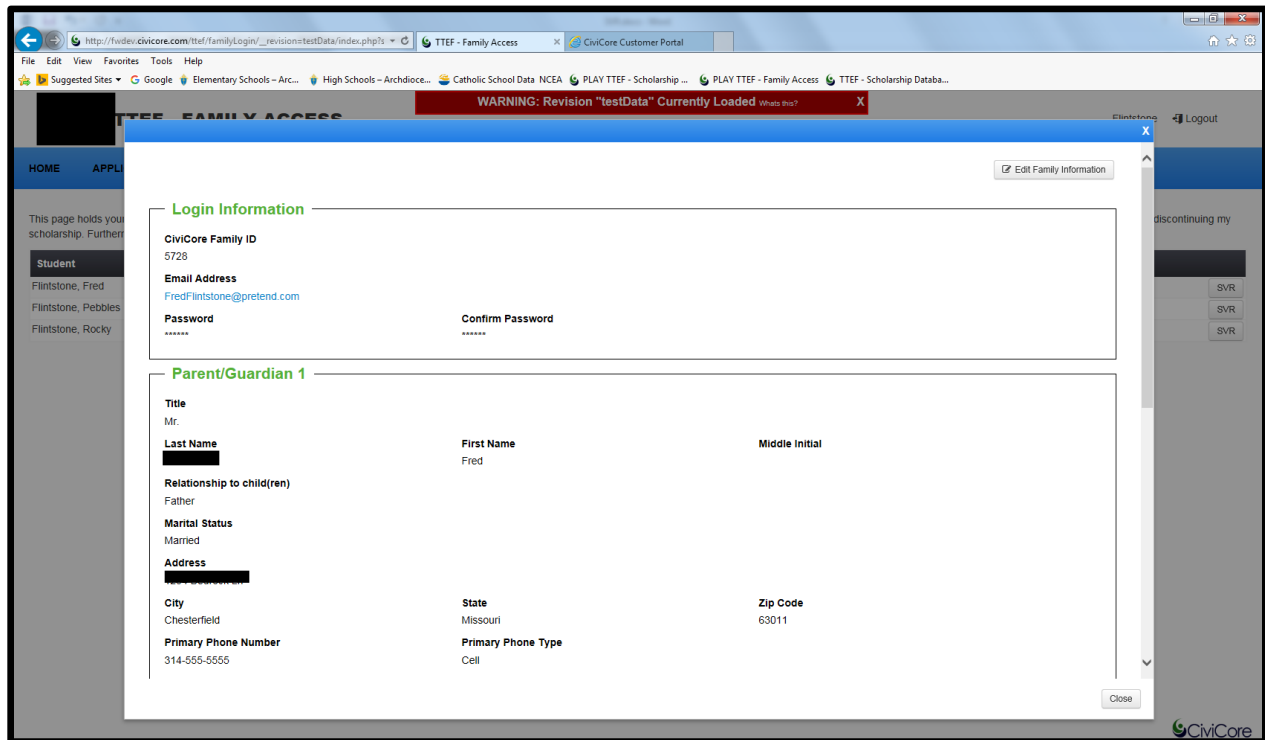 http://fwdev.civicore.com/ttef/familyLogin/_revision=testData/index.php?s
TTEF - Family Access
CiviCore Customer Portal
File Edit View Favorites Tools Help
Suggested Sites Google Elementary Schools – Arc... High Schools – Archdioce... Catholic School Data NCEA PLAY TTEF - Scholarship ... PLAY TTEF - Family Access TTEF - Scholarship Databa...
WARNING: Revision "testData" Currently Loaded Whats this? X
TTEF FAMILY ACCESS
Flintstone Logout
X
HOME APPLI
Edit Family Information
This page holds your
discontinuing my
scholarship. Furthern
Login Information
CiviCore Family ID
5728
Email Address
FredFlintstone@pretend.com
Password Confirm Password
****** ******
Student
Flintstone, Fred SVR
Flintstone, Pebbles SVR
Flintstone, Rocky SVR
Parent/Guardian 1
Title
Mr.
Last Name First Name Middle Initial
Fred
Relationship to child(ren)
Father
Marital Status
Married
Address
City State Zip Code
Chesterfield Missouri 63011
Primary Phone Number Primary Phone Type
314-555-5555 Cell
Close
CiviCore